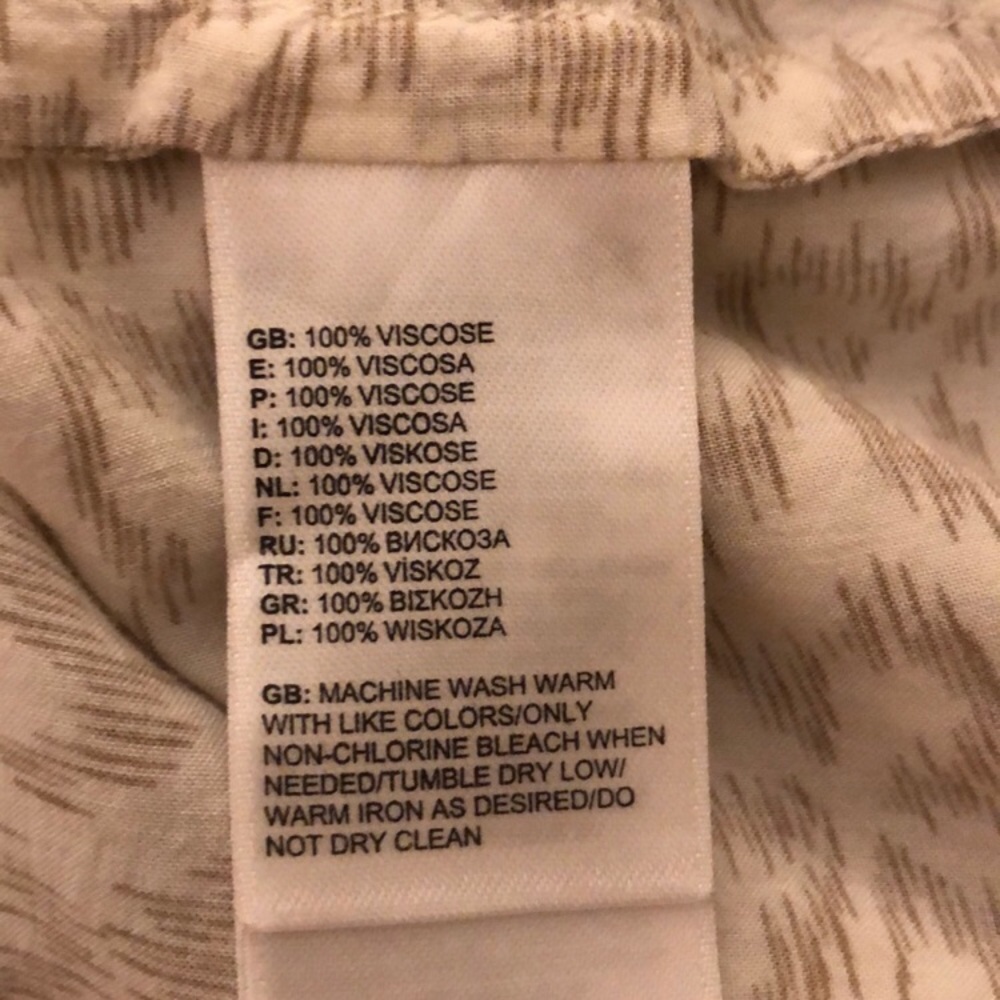 GB: 100% VISCOSE
E: 100% VISCOSA
P: 100% VISCOSE
I: 100% VISCOSA
D: 100% VISKOSE
NL: 100% VISCOSE
F: 100% VISCOSE
RU: 100% ВИСКОЗА
TR: 100% VİSKOZ
GR: 100% ΒΙΣΚΟΖΗ
PL: 100% WISKOZA
GB: MACHINE WASH WARM
WITH LIKE COLORS/ONLY
NON-CHLORINE BLEACH WHEN
NEEDED/TUMBLE DRY LOW/
WARM IRON AS DESIRED/DO
NOT DRY CLEAN